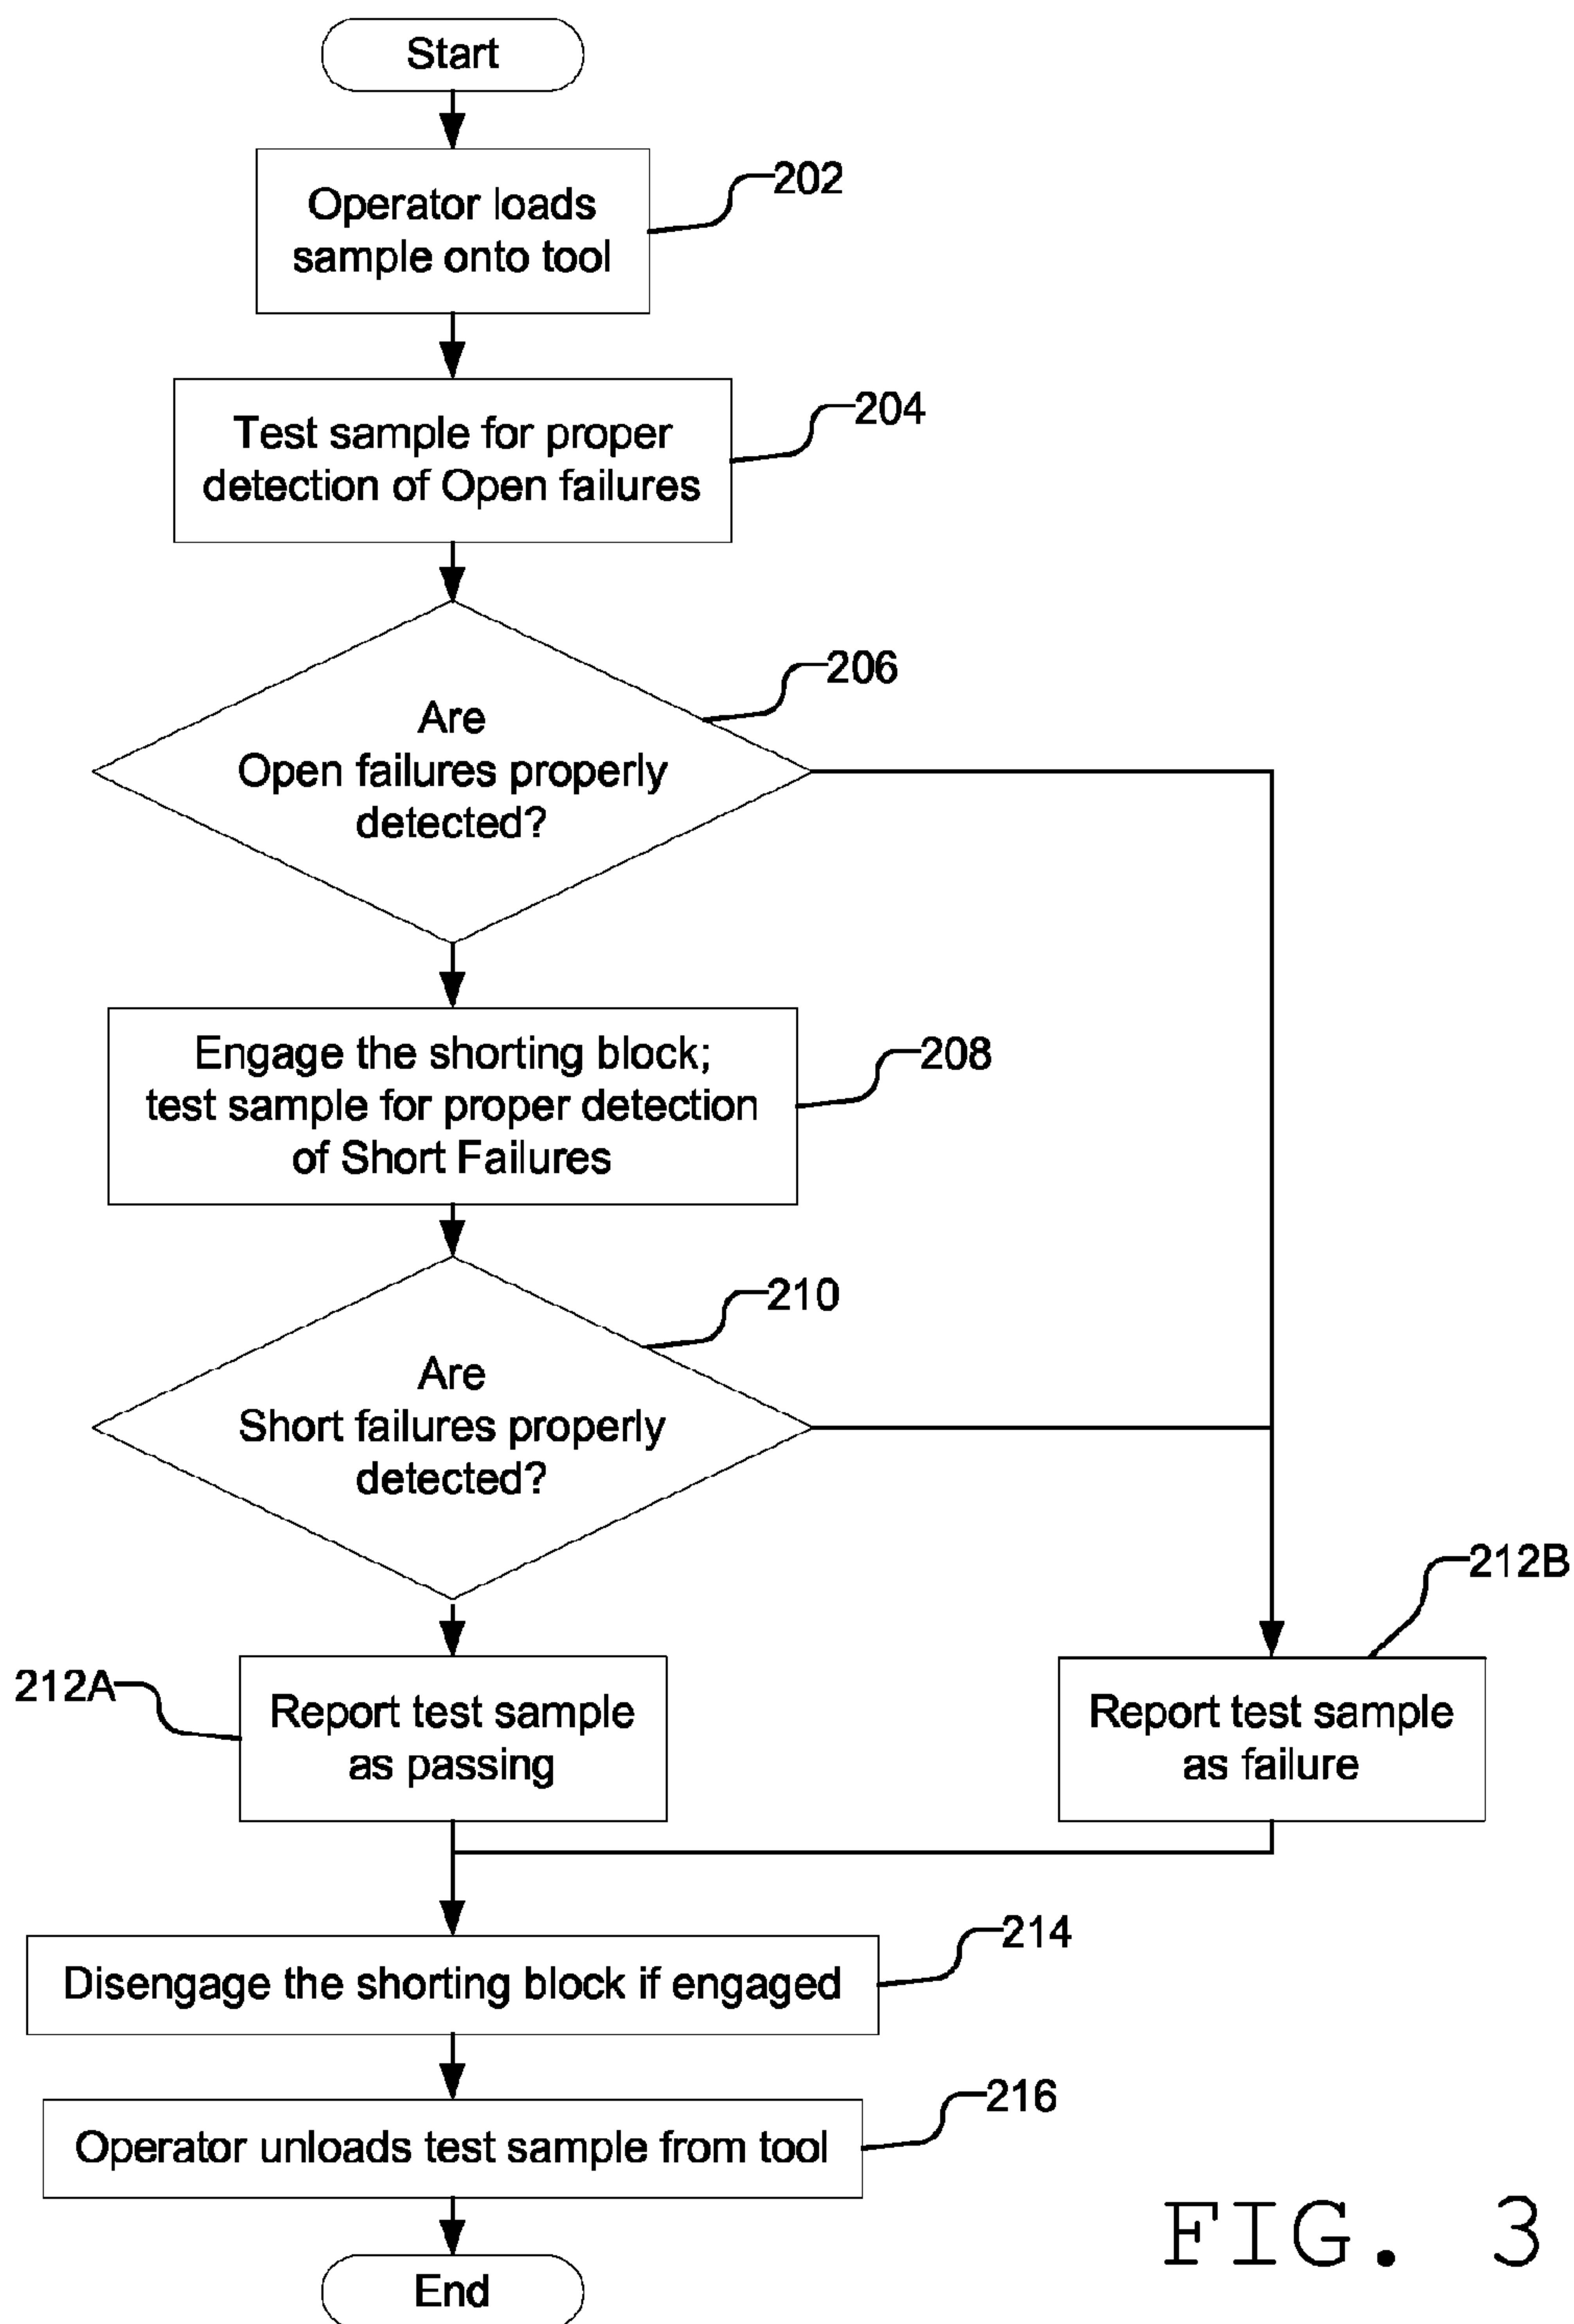 Start
Operator loads
sample onto tool
202
Test sample for proper
detection of Open failures
204
Are
Open failures properly
detected?
206
Engage the shorting block;
test sample for proper detection
of Short Failures
208
Are
Short failures properly
detected?
210
212A
Report test sample
as passing
Report test sample
as failure
212B
Disengage the shorting block if engaged
214
Operator unloads test sample from tool
216
End
FIG. 3